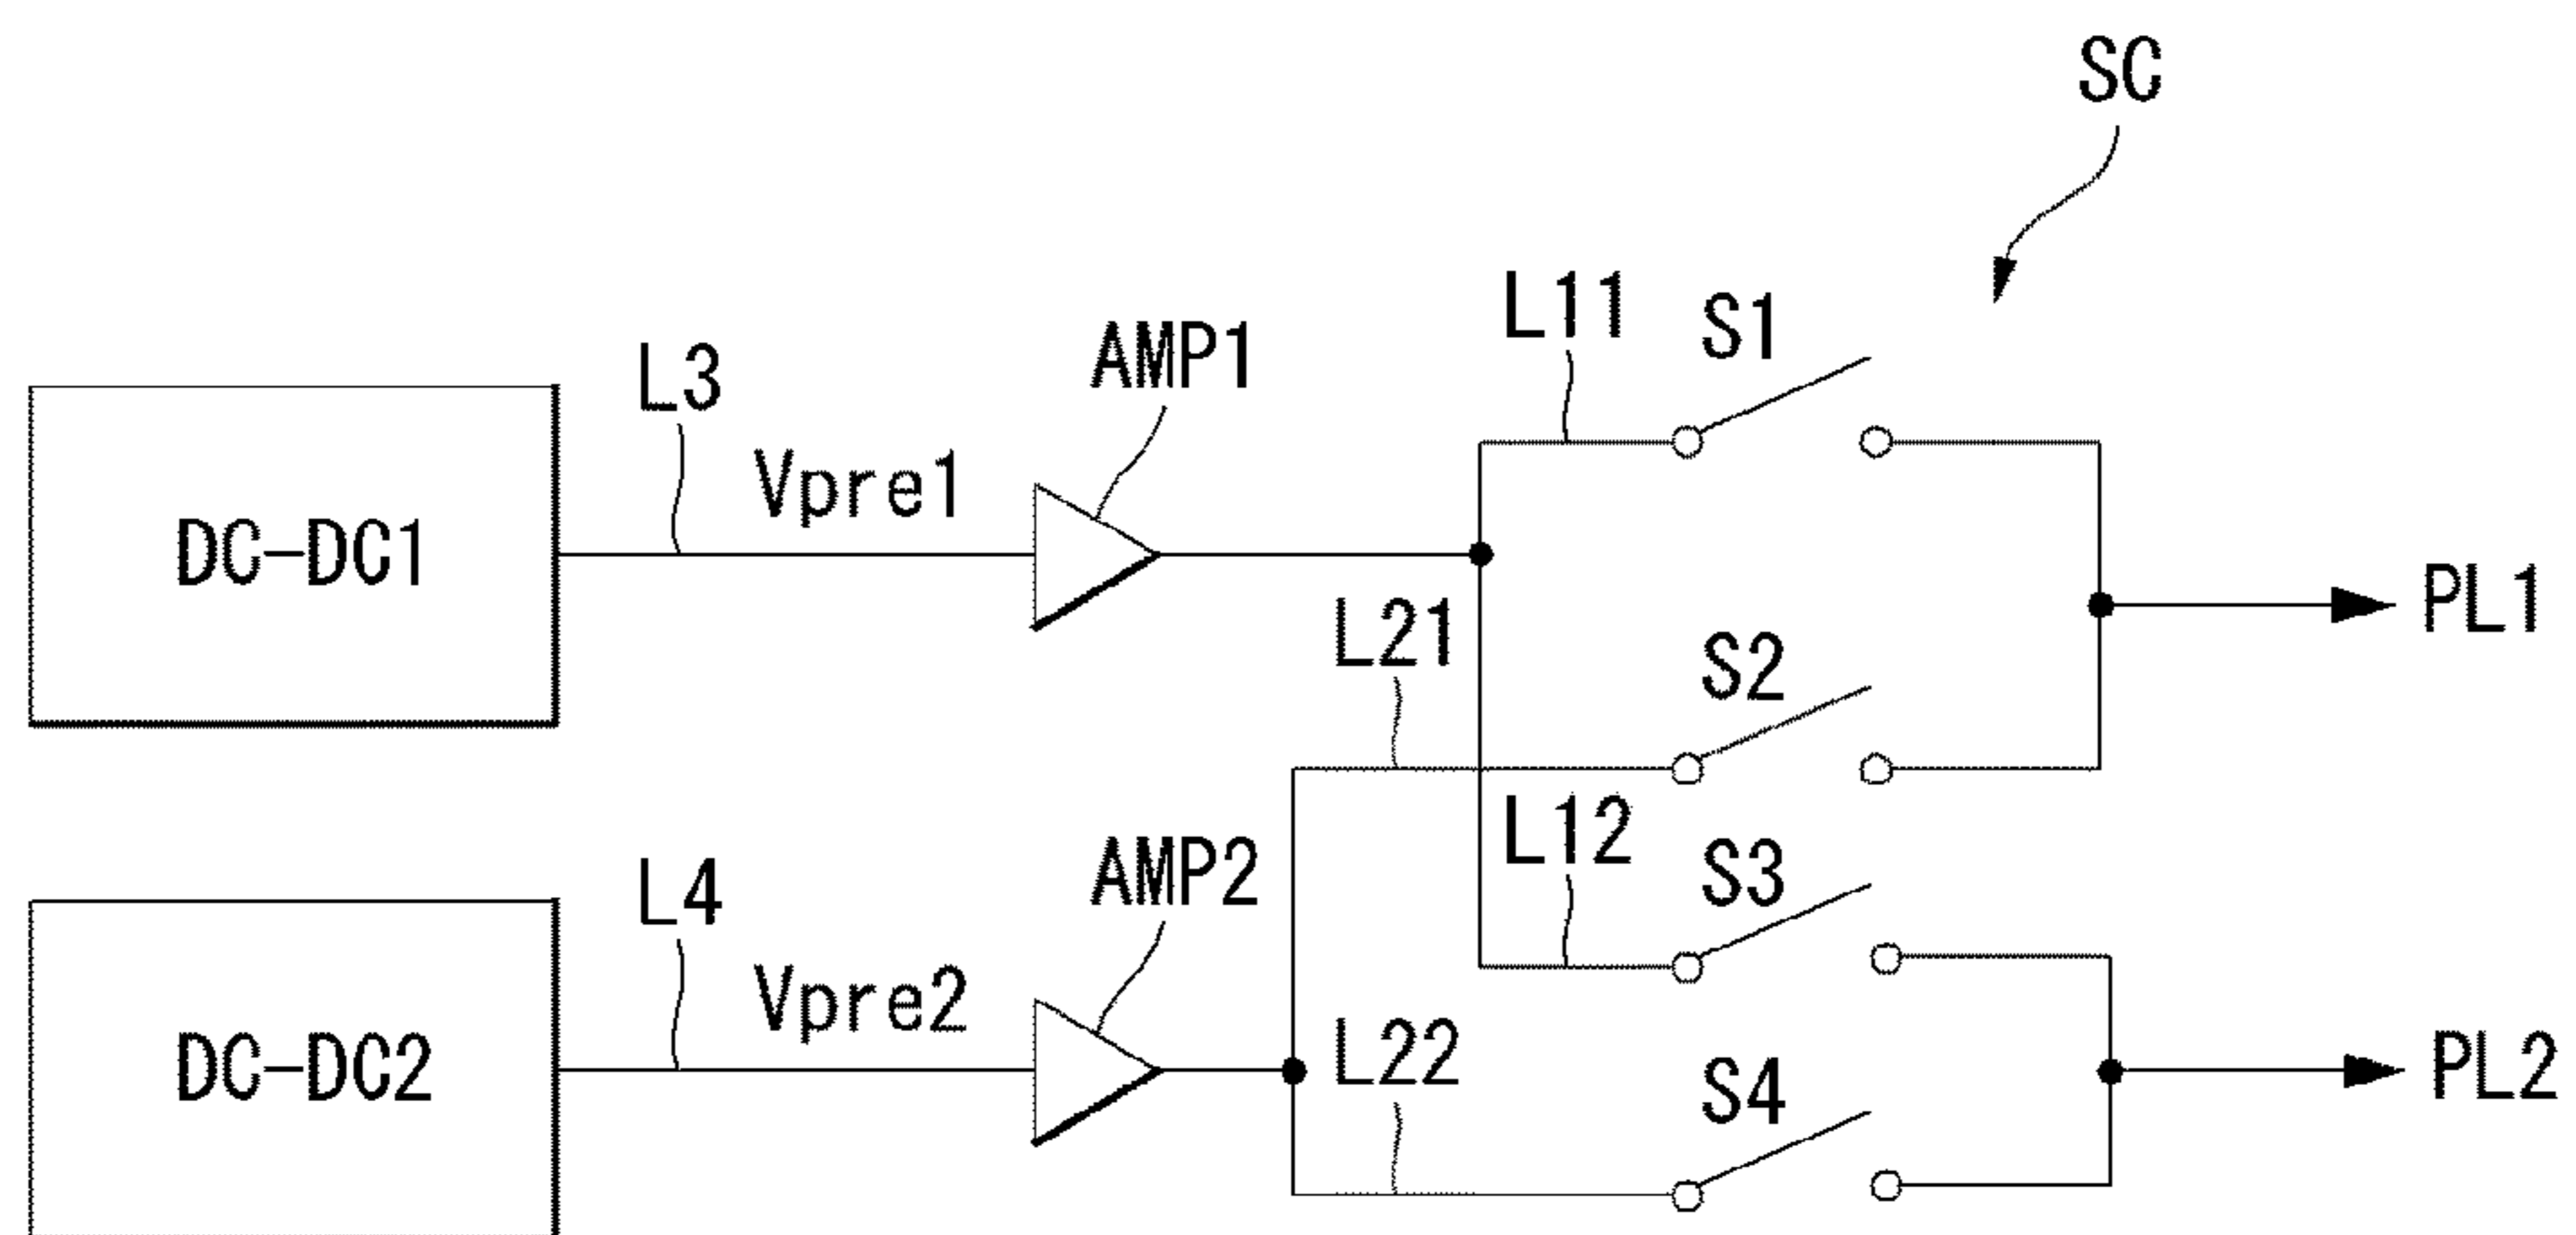 SC
L11
S1
AMP1
L3
Vpre1
DC-DC1
PL1
L21
S2
L12
S3
AMP2
L4
Vpre2
L22
DC-DC2
S4
PL2